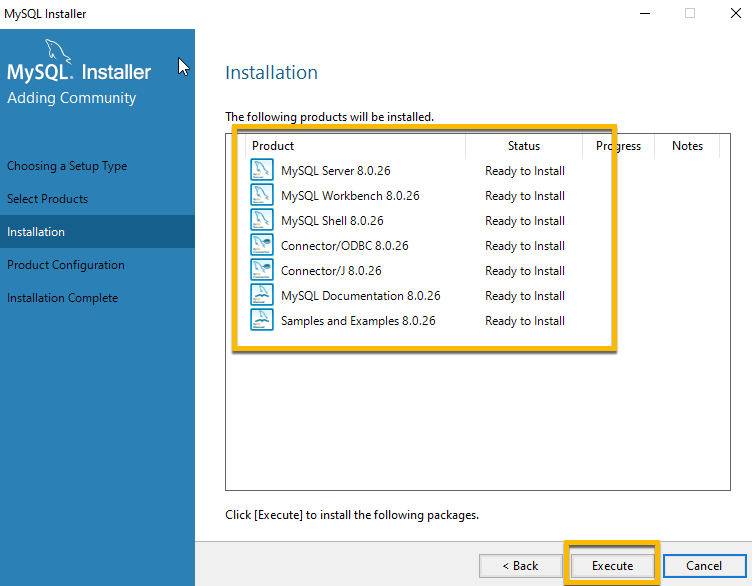 MySQL Installer
MySQL. Installer
Adding Community
Choosing a Setup Type
Select Products
Installation
Product Configuration
Installation Complete
Installation
The following products will be installed.
Product Status Progress Notes
MySQL Server 8.0.26 Ready to Install
MySQL Workbench 8.0.26 Ready to Install
MySQL Shell 8.0.26 Ready to Install
Connector/ODBC 8.0.26 Ready to Install
Connector/J 8.0.26 Ready to Install
MySQL Documentation 8.0.26 Ready to Install
Samples and Examples 8.0.26 Ready to Install
Click [Execute] to install the following packages.
< Back Execute Cancel